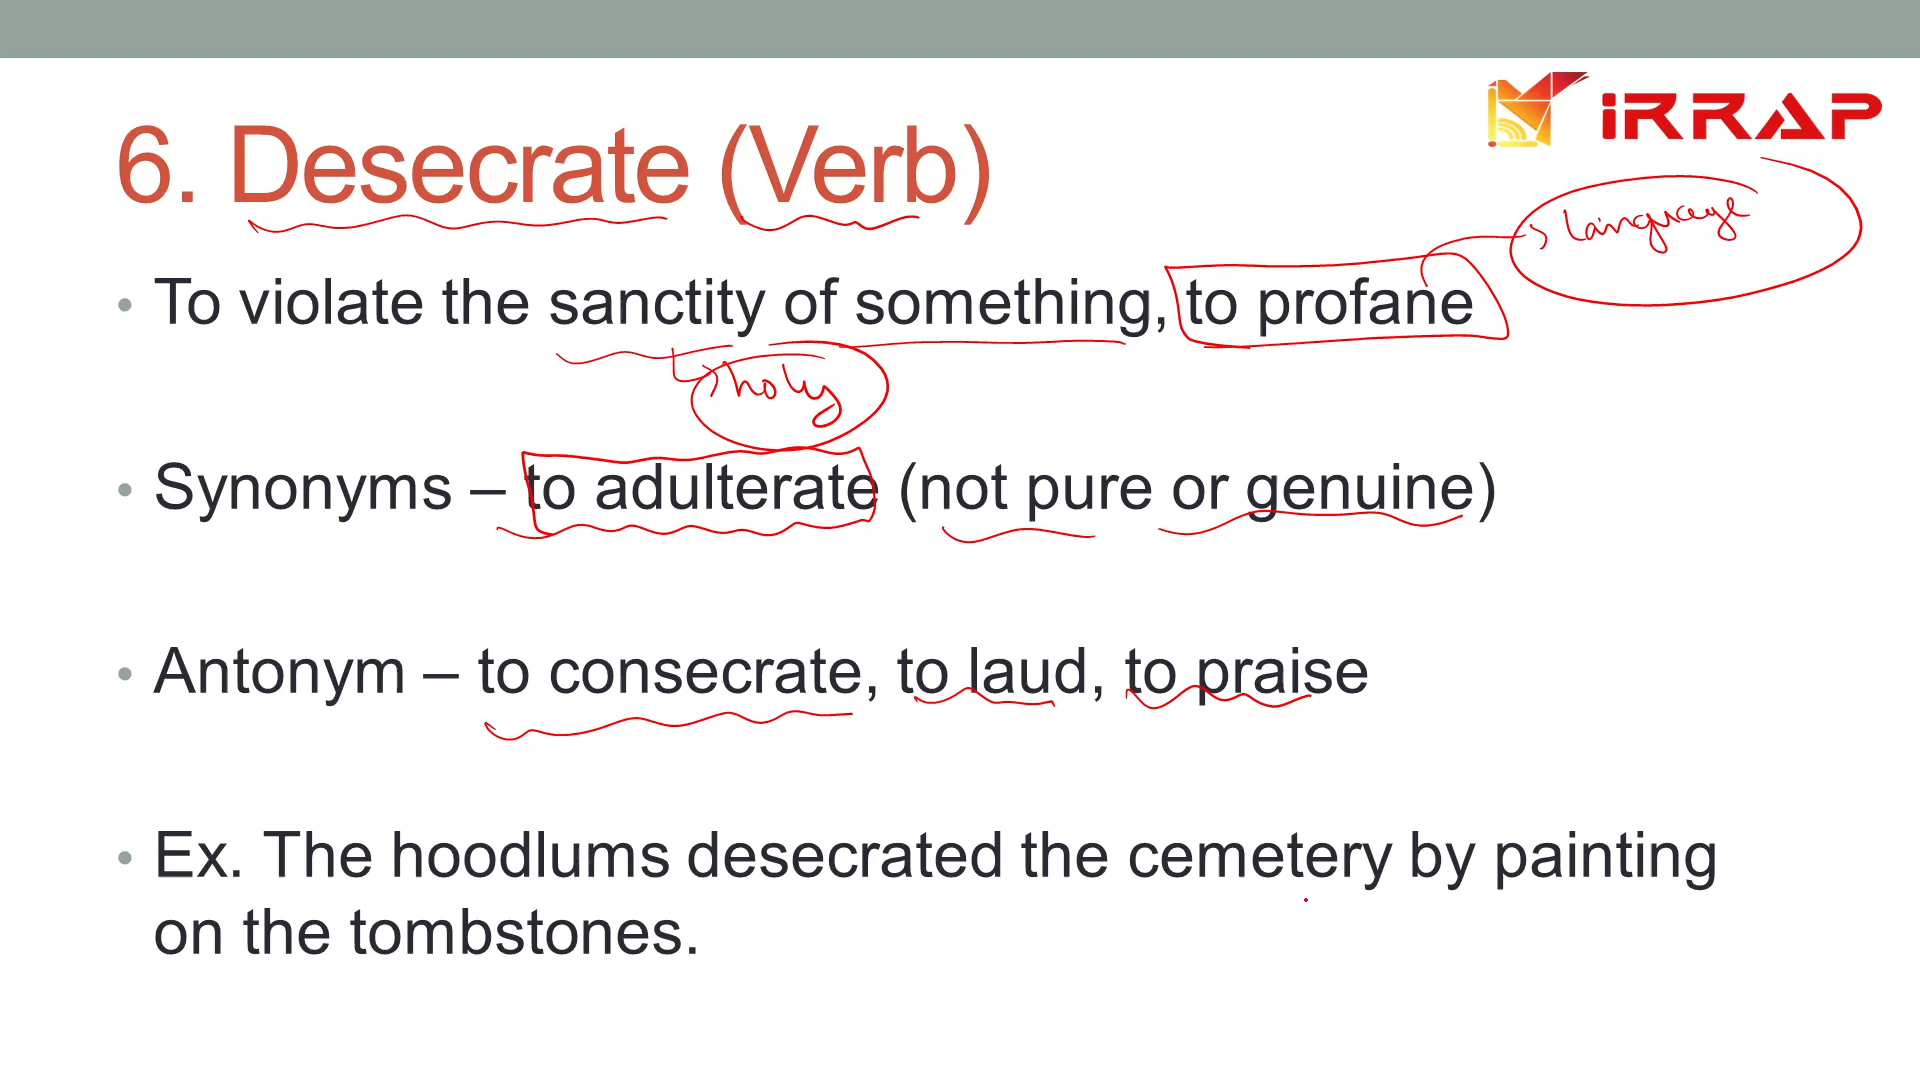 iRRAP
6. Desecrate (Verb)
language
• To violate the sanctity of something, to profane
holy
• Synonyms – to adulterate (not pure or genuine)
• Antonym – to consecrate, to laud, to praise
• Ex. The hoodlums desecrated the cemetery by painting
on the tombstones.